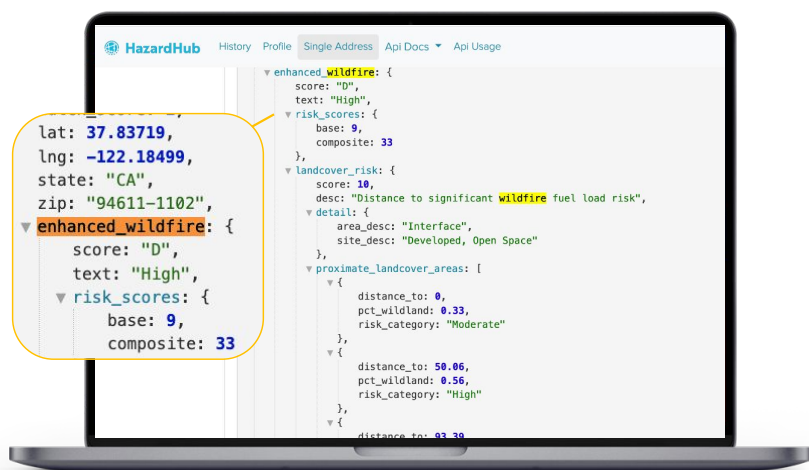 HazardHub History Profile Single Address Api Docs Api Usage
enhanced_wildfire: {
score: "D",
text: "High",
risk_scores: {
base: 9,
composite: 33
},
landcover_risk: {
score: 10,
desc: "Distance to significant wildfire fuel load risk",
detail: {
area_desc: "Interface",
site_desc: "Developed, Open Space"
},
proximate_landcover_areas: [
{
distance_to: 0,
pct_wildland: 0.33,
risk_category: "Moderate"
},
{
distance_to: 50.06,
pct_wildland: 0.56,
risk_category: "High"
},
{
distance_to: 93.39
lat: 37.83719,
lng: -122.18499,
state: "CA",
zip: "94611-1102",
enhanced_wildfire: {
score: "D",
text: "High",
risk_scores: {
base: 9,
composite: 33